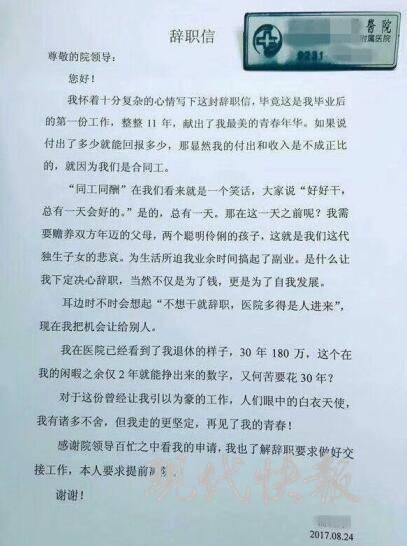 辞职信
醫院
附属医院
9231
尊敬的院领导：
您好！
我怀着十分复杂的心情写下这封辞职信，毕竟这是我毕业后
的第一份工作，整整 11 年，献出了我最美的青春年华。如果说
付出了多少就能回报多少，那显然我的付出和收入是不成正比
的，就因为我们是合同工。
“同工同酬”在我们看来就是一个笑话，大家说“好好干，
总有一天会好的。”是的，总有一天。那在这一天之前呢？我需
要赡养双方年迈的父母，两个聪明伶俐的孩子，这就是我们这代
独生子女的悲哀。为生活所迫我业余时间搞起了副业。是什么让
我下定决心辞职，当然不仅是为了钱，更是为了自我发展。
耳边时不时会想起“不想干就辞职，医院多得是人进来”，
现在我把机会让给别人。
我在医院已经看到了我退休的样子，30 年 180 万，这个在
我的闲暇之余仅 2 年就能挣出来的数字，又何苦要花 30 年？
对于这份曾经让我引以为豪的工作，人们眼中的白衣天使，
我有诸多不舍，但我走的更坚定，再见了我的青春！
感谢院领导百忙之中看我的申请，我也了解辞职要求做好交
接工作，本人要求提前离
谢谢！
现代快报
2017.08.24